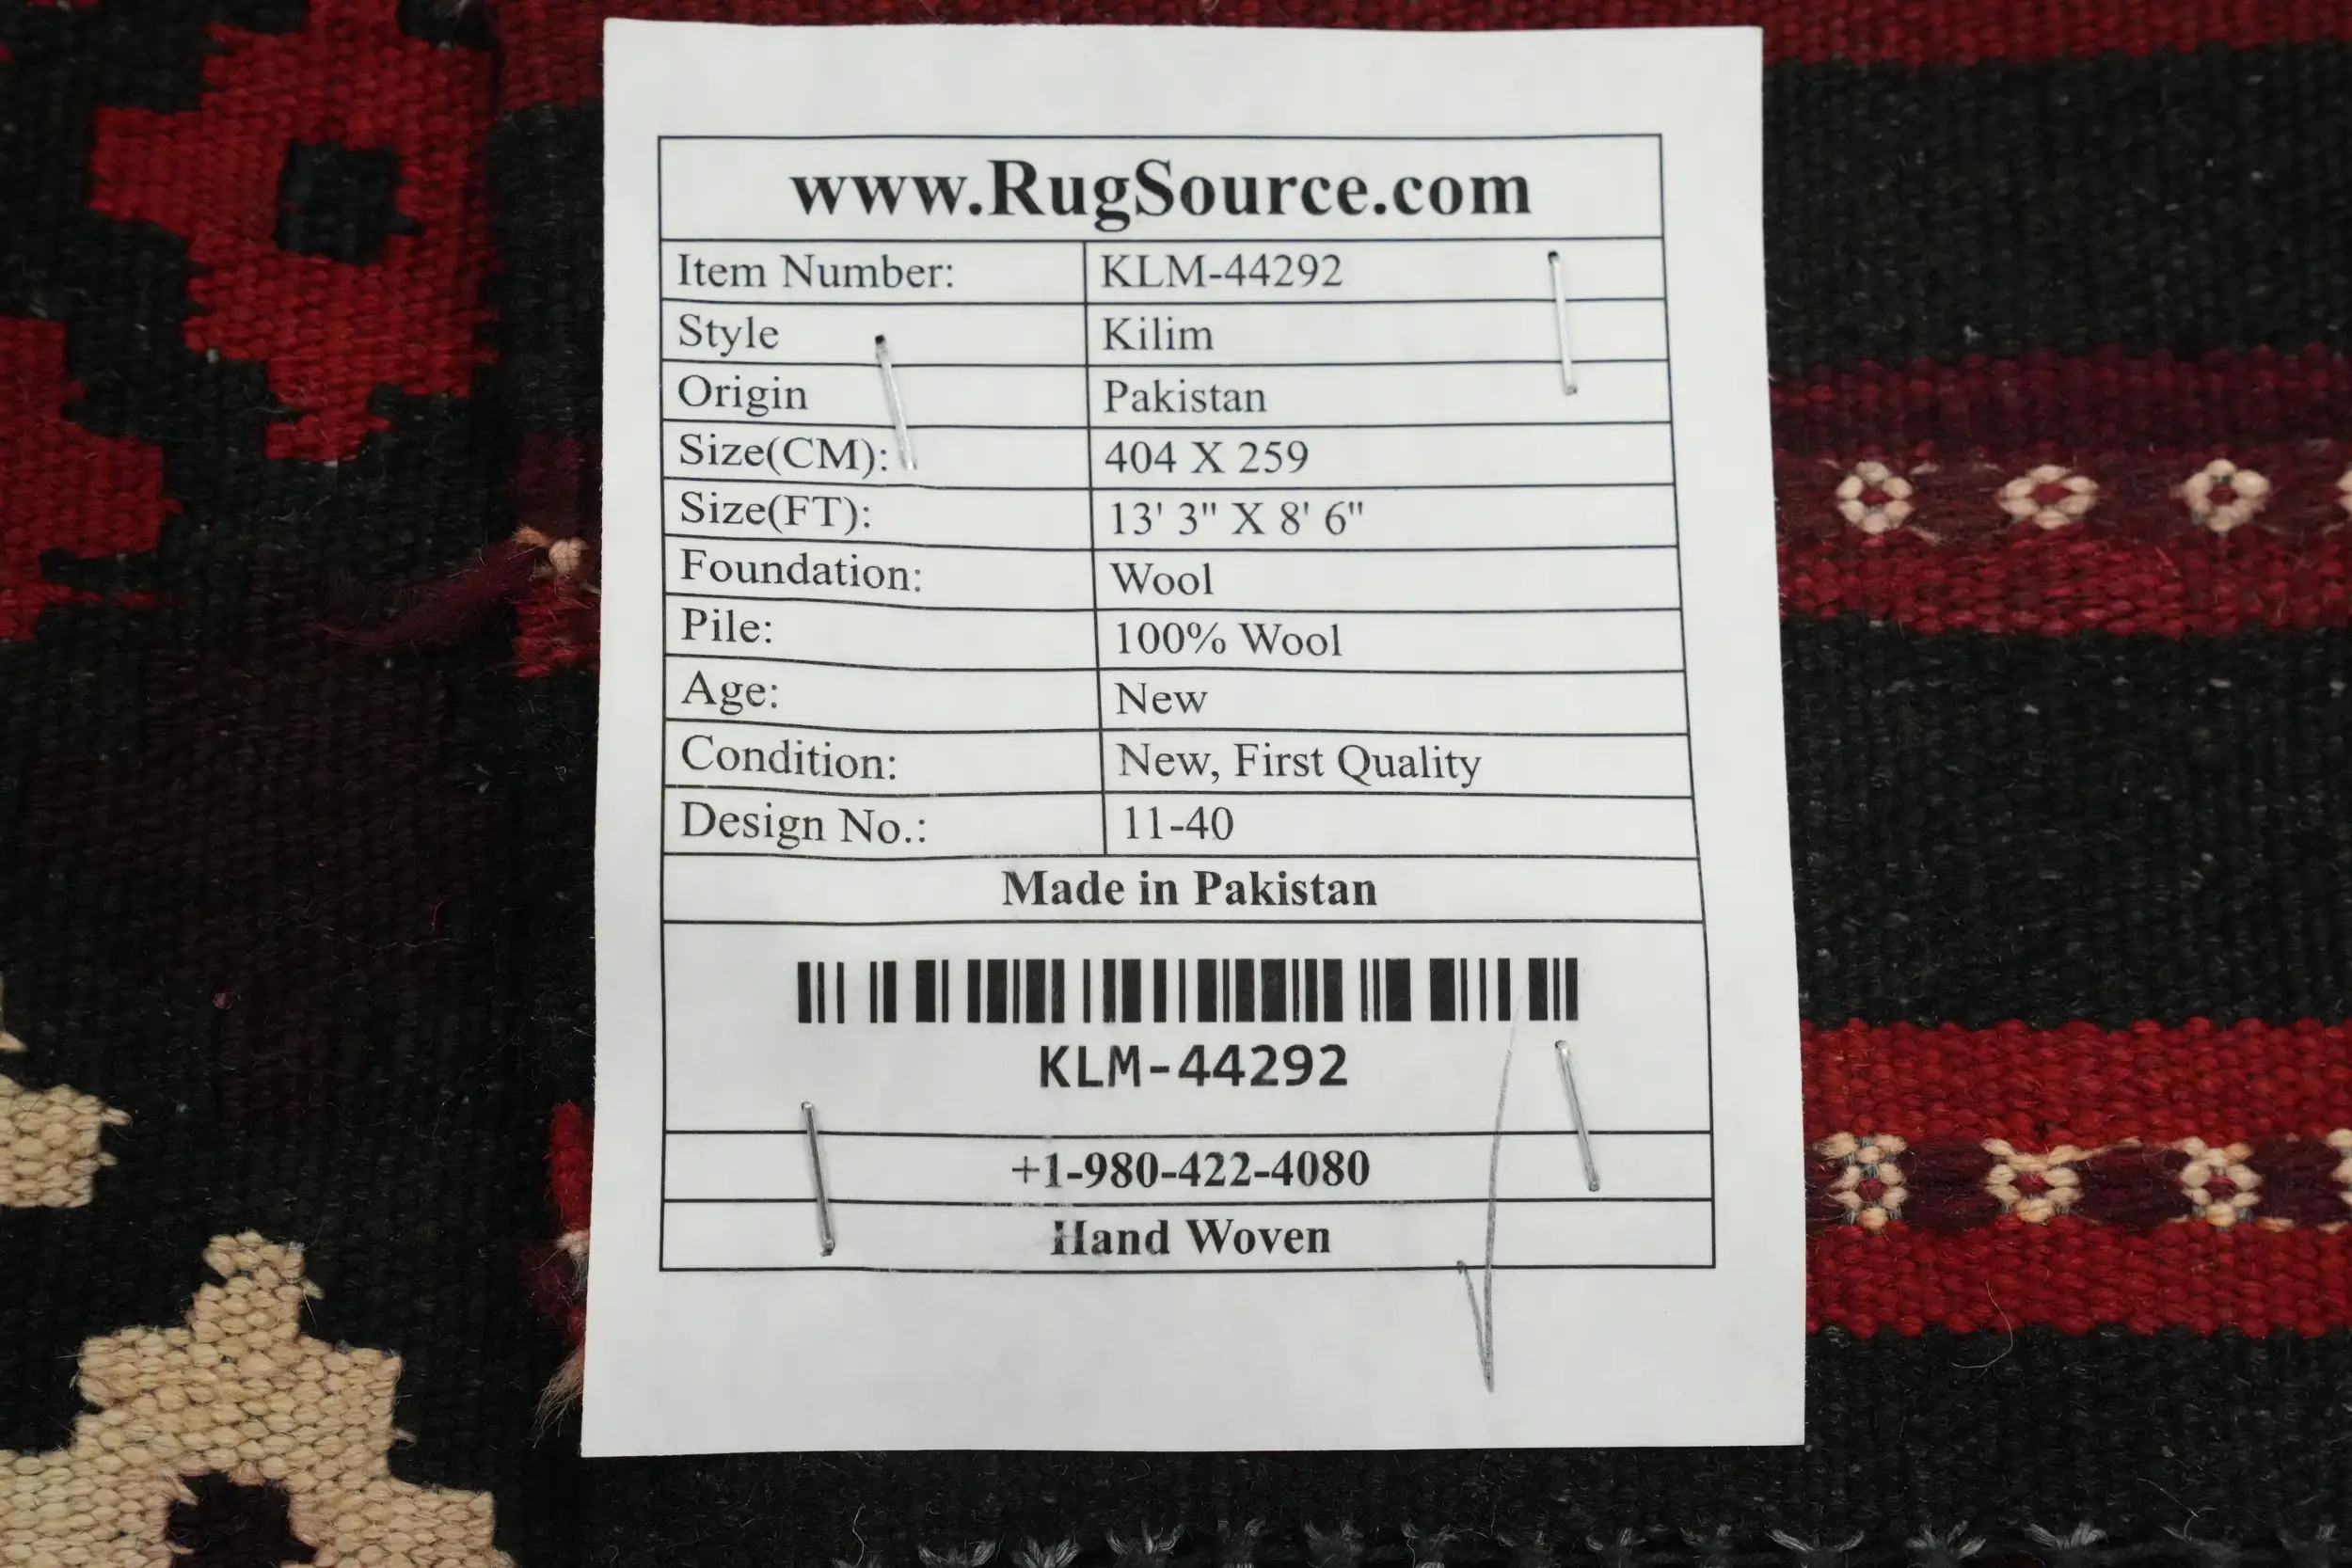 www.RugSource.com
Item Number: KLM-44292
Style Kilim
Origin Pakistan
Size(CM): 404 X 259
Size(FT): 13' 3" X 8' 6"
Foundation: Wool
Pile: 100% Wool
Age: New
Condition: New, First Quality
Design No.: 11-40
Made in Pakistan
KLM-44292
+1-980-422-4080
Hand Woven